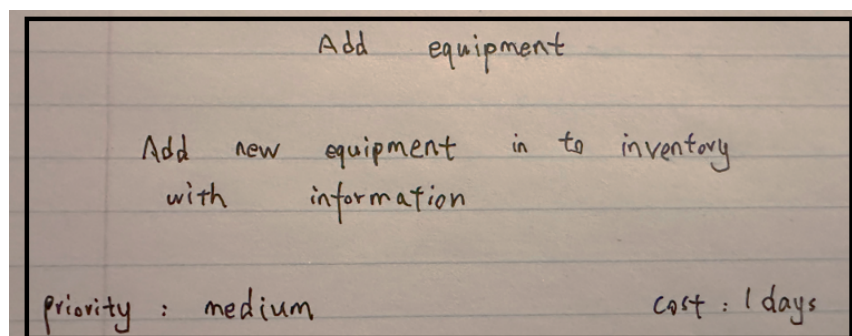 Add equipment
Add new equipment in to inventory
with information
priority : medium
cost : 1 days